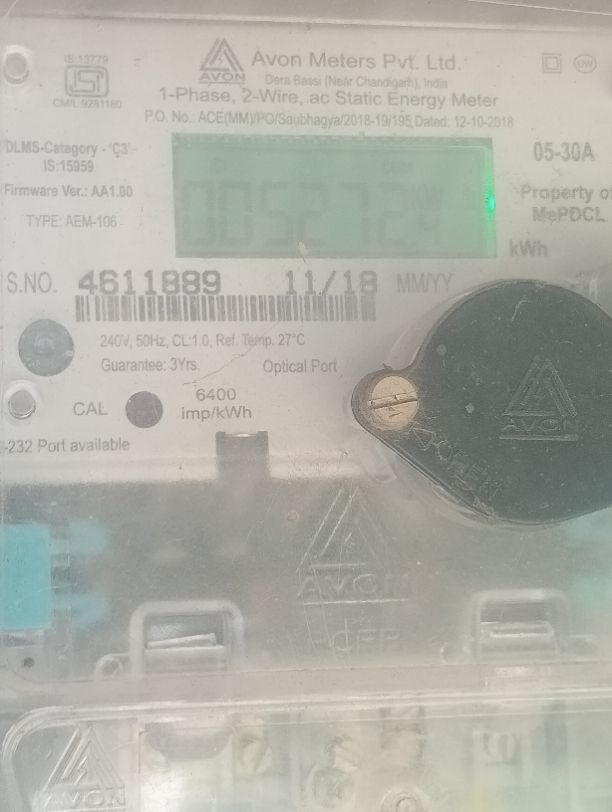 IS:13779
CM/L 9281180
AVON
Avon Meters Pvt. Ltd.
Dera Bassi (Near Chandigarh), India
1-Phase, 2-Wire, ac Static Energy Meter
P.O. No.: ACE(MM)/PO/Saubhagya/2018-19/195, Dated: 12-10-2018
DLMS-Category - 'C3'
IS:15959
Firmware Ver.: AA1.00
TYPE: AEM-106
05-30A
Property of
MePDCL
kWh
S.NO. 4611889 11/18 MM/YY
240V, 50Hz, CL:1.0, Ref. Temp. 27°C
Guarantee: 3Yrs. Optical Port
CAL
6400
imp/kWh
-232 Port available
AVON
AVON
AVON